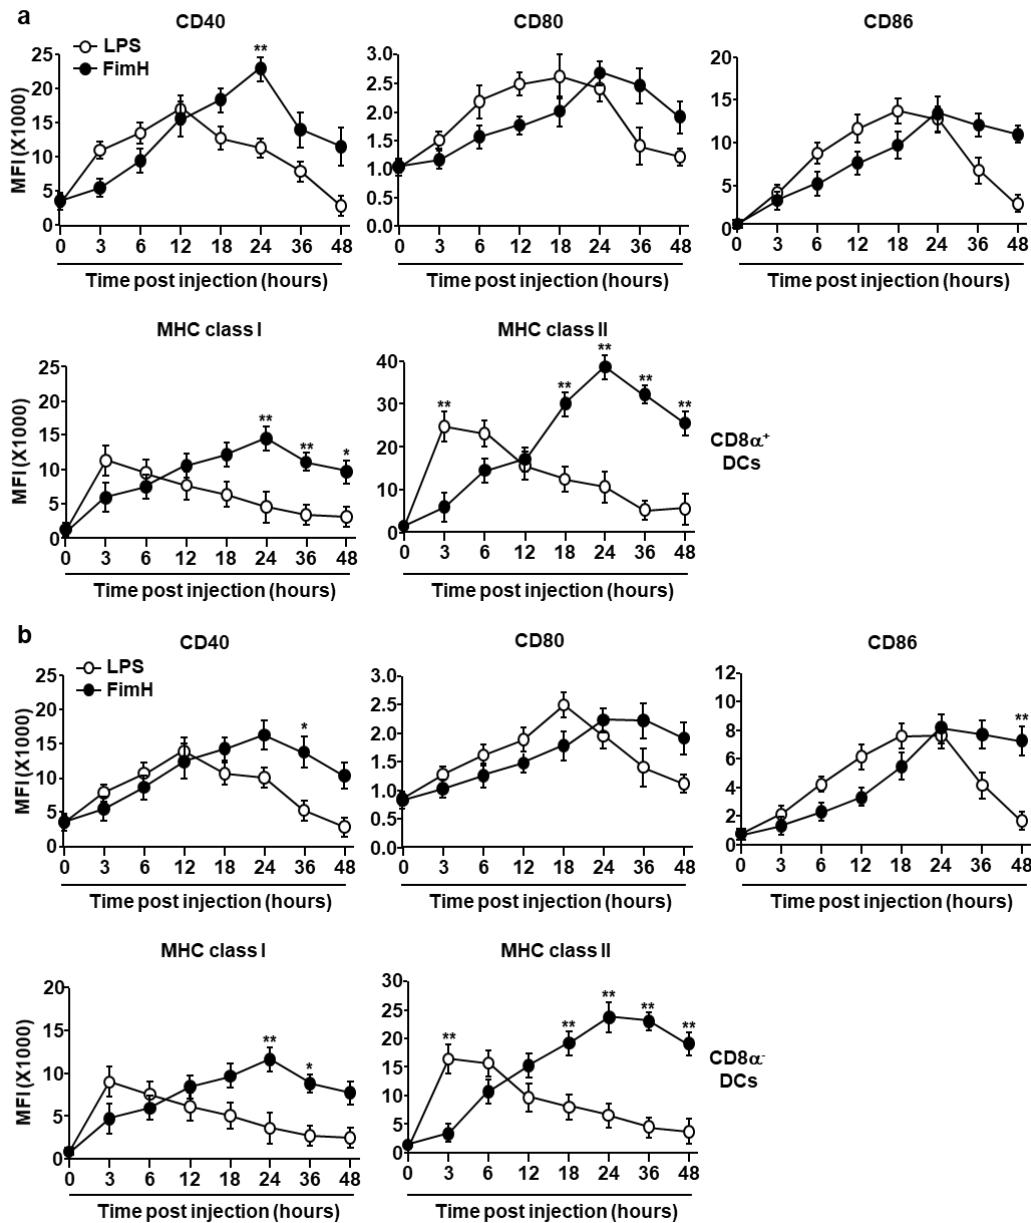 a
CD40
CD80
CD86
LPS
FimH
MFI (X1000)
25
20
15
10
5
0
**
0 3 6 12 18 24 36 48
Time post injection (hours)
3.0
2.5
2.0
1.5
1.0
0.5
0.0
0 3 6 12 18 24 36 48
Time post injection (hours)
20
15
10
5
0
0 3 6 12 18 24 36 48
Time post injection (hours)
MHC class I
MHC class II
MFI (X1000)
25
20
15
10
5
0
** ** *
0 3 6 12 18 24 36 48
Time post injection (hours)
40
30
20
10
0
** ** ** ** **
0 3 6 12 18 24 36 48
Time post injection (hours)
CD8α⁺
DCs
b
CD40
CD80
CD86
LPS
FimH
MFI (X1000)
25
20
15
10
5
0
*
0 3 6 12 18 24 36 48
Time post injection (hours)
3.0
2.5
2.0
1.5
1.0
0.5
0.0
0 3 6 12 18 24 36 48
Time post injection (hours)
12
10
8
6
4
2
0
**
0 3 6 12 18 24 36 48
Time post injection (hours)
MHC class I
MHC class II
MFI (X1000)
20
15
10
5
0
** *
0 3 6 12 18 24 36 48
Time post injection (hours)
30
25
20
15
10
5
0
** ** ** ** **
0 3 6 12 18 24 36 48
Time post injection (hours)
CD8α⁻
DCs